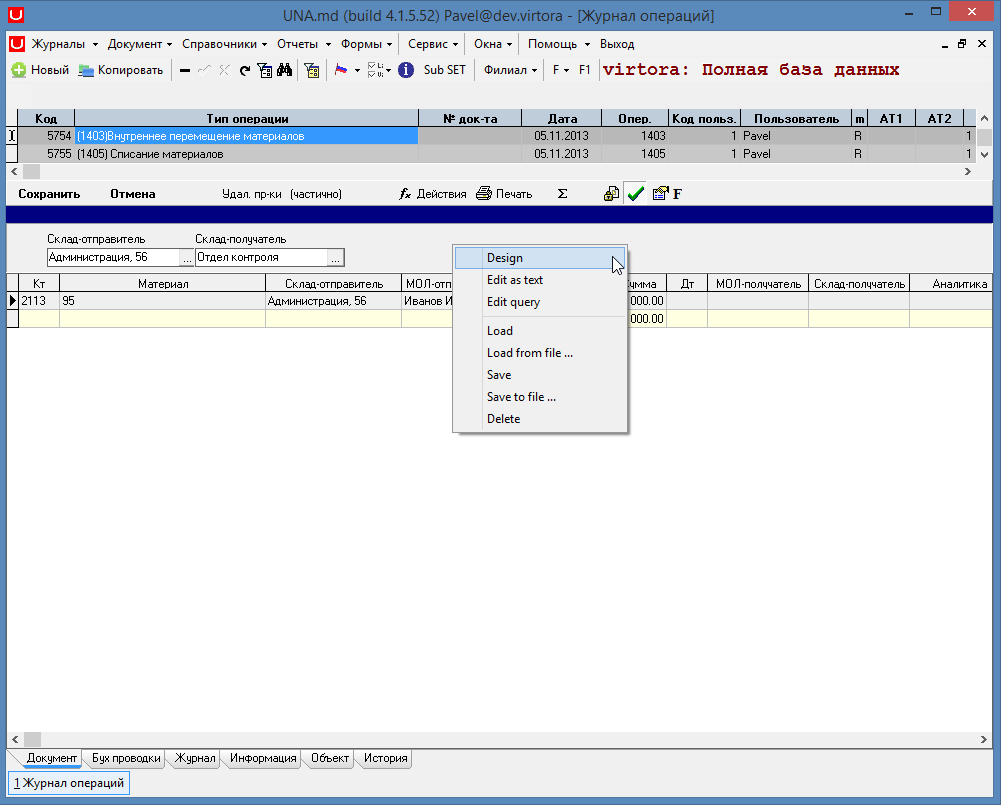 UNA.md (build 4.1.5.52) Pavel@dev.virtora - [Журнал операций]
Журналы Документ Справочники Отчеты Формы Сервис Окна Помощь Выход
Новый Копировать Sub SET Филиал F F1 virtora: Полная база данных
Код Тип операции № док-та Дата Опер. Код польз. Пользователь m AT1 AT2
5754 (1403)Внутреннее перемещение материалов 05.11.2013 1403 1 Pavel R 1
5755 (1405) Списание материалов 05.11.2013 1405 1 Pavel R 1
Сохранить Отмена Удал. пр-ки (частично) fx Действия Печать Σ F
Склад-отправитель Склад-получатель
Администрация, 56 ... Отдел контроля ...
Кт Материал Склад-отправитель МОЛ-отп умма Дт МОЛ-получатель Склад-получатель Аналитика
2113 95 Администрация, 56 Иванов И 000.00
000.00
Design
Edit as text
Edit query
Load
Load from file ...
Save
Save to file ...
Delete
Документ Бух проводки Журнал Информация Объект История
1 Журнал операций